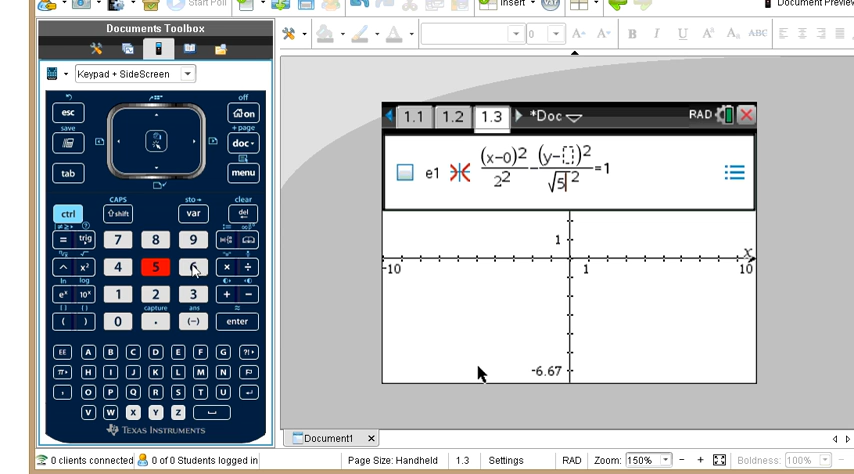 Start Poll
Insert
Document Preview
Documents Toolbox
Keypad + SideScreen
0
B I U A ABC
esc
off
on
save
+ page
doc
tab
menu
CAPS
sto→
clear
ctrl
shift
var
del
= trig 7 8 9
^ x² 4 5 6 × ÷
ln log
eˣ 10ˣ 1 2 3 + −
capture
ans
≈
( ) 0 . (−) enter
EE A B C D E F G ?!▸
π▸ H I J K L M N
, O P Q R S T U ↵
V W X Y Z
TEXAS INSTRUMENTS
1.1 1.2 1.3 *Doc RAD
e1 (x−0)²/2² − (y−⬚)²/√5² =1
1
x
-10 1 10
-6.67
Document1
0 clients connected 0 of 0 Students logged in Page Size: Handheld 1.3 Settings RAD Zoom: 150% − + Boldness: 100%